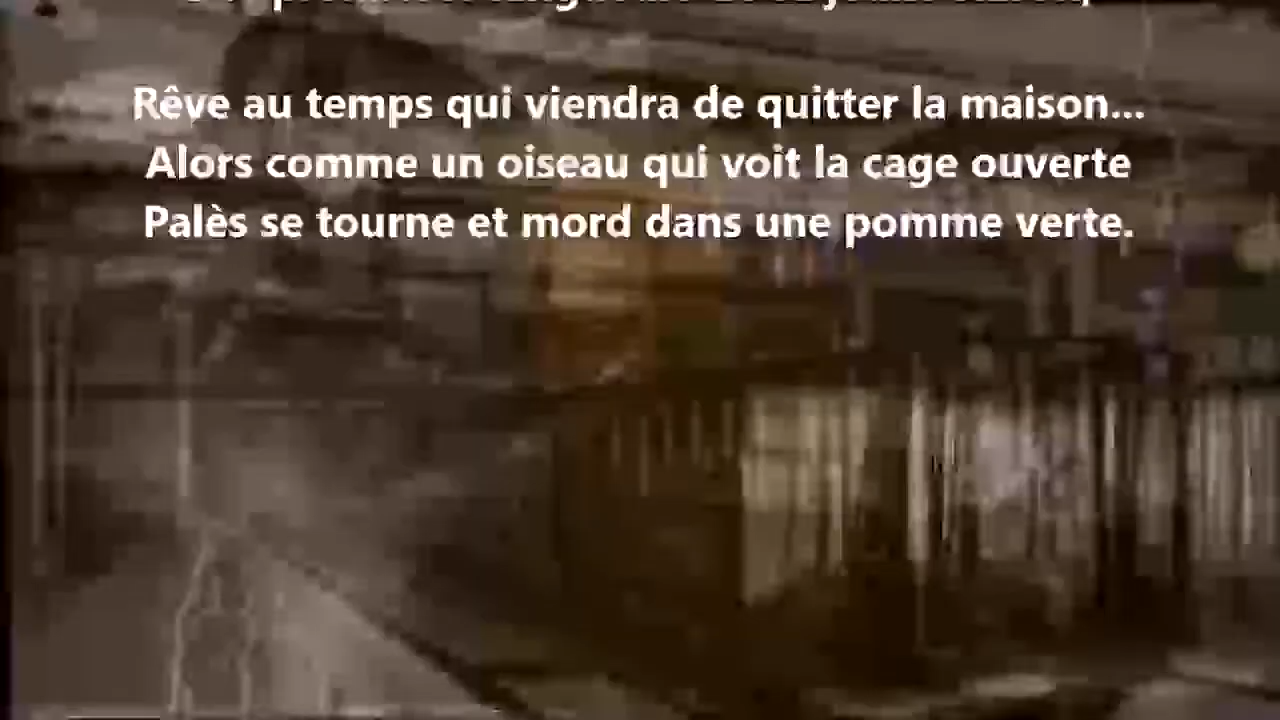 Rêve au temps qui viendra de quitter la maison...
Alors comme un oiseau qui voit la cage ouverte
Palès se tourne et mord dans une pomme verte.